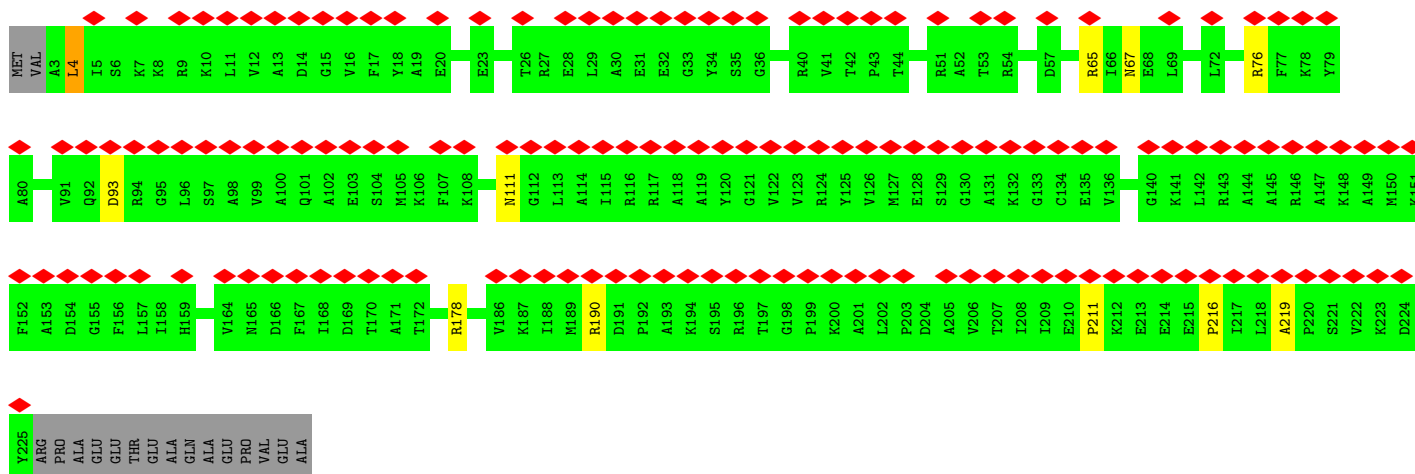 MET VAL A3 L4 I5 S6 K7 K8 R9 K10 L11 V12 A13 D14 G15 V16 F17 Y18 A19 E20 E23 T26 R27 E28 L29 A30 E31 E32 G33 Y34 S35 G36 R40 V41 T42 P43 T44 R51 A52 T53 R54 D57 R65 I66 N67 E68 L69 L72 R76 F77 K78 Y79
A80 V91 Q92 D93 R94 G95 L96 S97 A98 V99 A100 Q101 A102 E103 S104 M105 K106 F107 K108 N111 G112 L113 A114 I115 R116 R117 A118 A119 Y120 G121 V122 V123 R124 Y125 V126 M127 E128 S129 G130 A131 K132 G133 C134 E135 V136 G140 K141 L142 R143 A144 A145 R146 A147 K148 A149 M150 K151
F152 A153 D154 G155 F156 L157 I158 H159 V164 N165 D166 F167 I168 D169 T170 A171 T172 R178 V186 K187 I188 M189 R190 D191 P192 A193 K194 S195 R196 T197 G198 P199 K200 A201 L202 P203 D204 A205 V206 T207 I208 I209 E210 P211 K212 E213 E214 E215 P216 I217 L218 A219 P220 S221 V222 K223 D224
Y225 ARG PRO ALA GLU GLU THR GLU ALA GLN ALA GLU PRO VAL GLU ALA